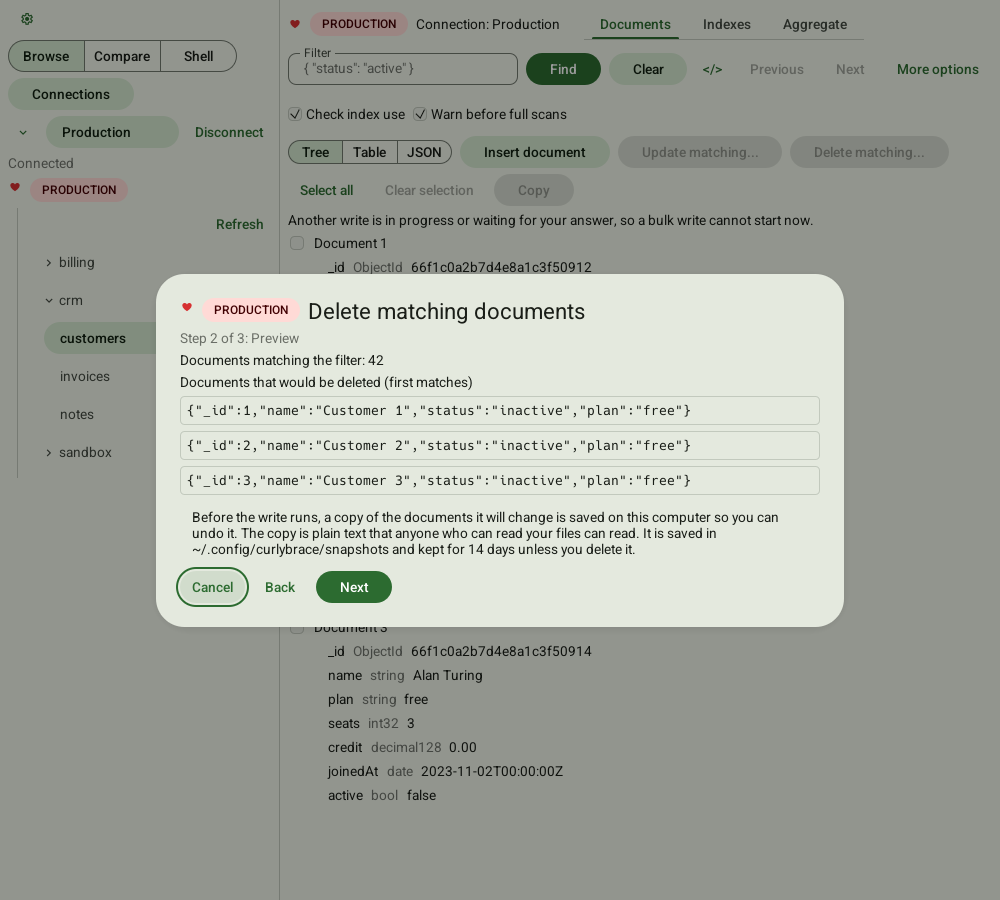 Browse Compare Shell
Connections
Production Disconnect
Connected
PRODUCTION
Refresh
billing
crm
customers
invoices
notes
sandbox
PRODUCTION Connection: Production Documents Indexes Aggregate
Filter
{ "status": "active" } Find Clear </> Previous Next More options
Check index use Warn before full scans
Tree Table JSON Insert document Update matching... Delete matching...
Select all Clear selection Copy
Another write is in progress or waiting for your answer, so a bulk write cannot start now.
Document 1
_id ObjectId 66f1c0a2b7d4e8a1c3f50912
PRODUCTION Delete matching documents
Step 2 of 3: Preview
Documents matching the filter: 42
Documents that would be deleted (first matches)
{"_id":1,"name":"Customer 1","status":"inactive","plan":"free"}
{"_id":2,"name":"Customer 2","status":"inactive","plan":"free"}
{"_id":3,"name":"Customer 3","status":"inactive","plan":"free"}
Before the write runs, a copy of the documents it will change is saved on this computer so you can
undo it. The copy is plain text that anyone who can read your files can read. It is saved in
~/.config/curlybrace/snapshots and kept for 14 days unless you delete it.
Cancel Back Next
Document 3
_id ObjectId 66f1c0a2b7d4e8a1c3f50914
name string Alan Turing
plan string free
seats int32 3
credit decimal128 0.00
joinedAt date 2023-11-02T00:00:00Z
active bool false